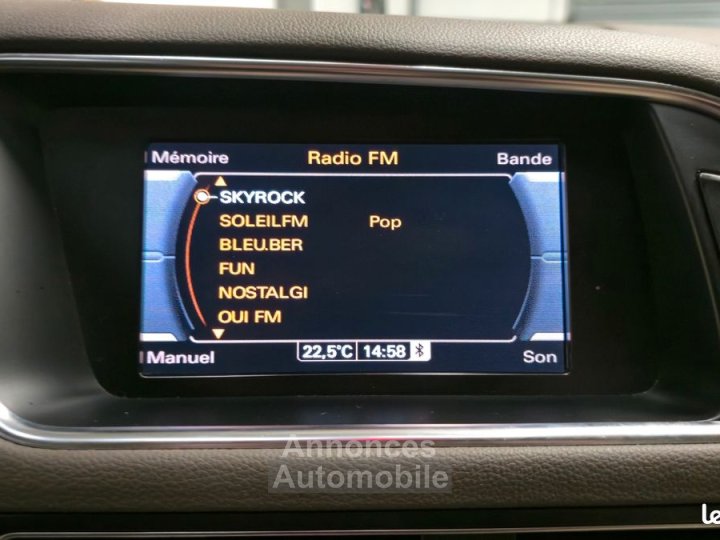 Mémoire Radio FM Bande
SKYROCK
SOLEILFM Pop
BLEU.BER
FUN
NOSTALGI
OUI FM
22,5°C 14:58
Manuel Son
Annonces
Automobile